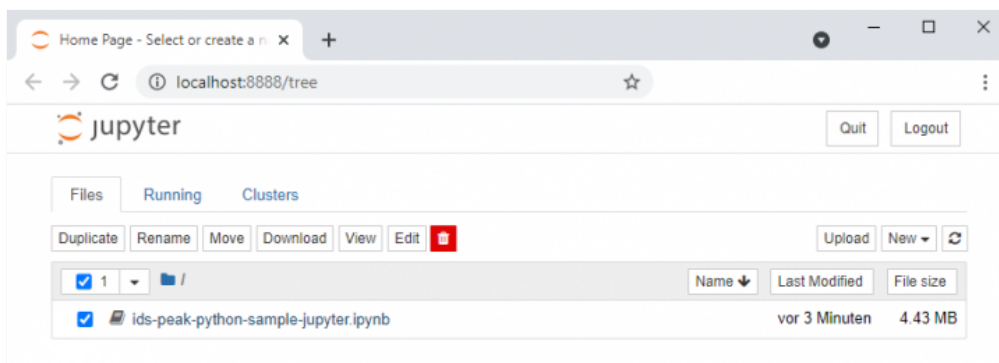 Home Page - Select or create a n
localhost:8888/tree
jupyter
Quit Logout
Files Running Clusters
Duplicate Rename Move Download View Edit Upload New
1 / Name Last Modified File size
ids-peak-python-sample-jupyter.ipynb vor 3 Minuten 4.43 MB